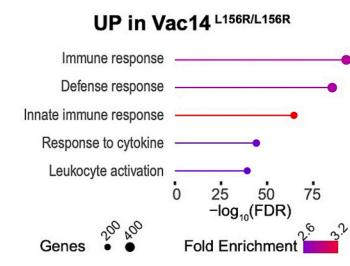 UP in Vac14 L156R/L156R
Immune response
Defense response
Innate immune response
Response to cytokine
Leukocyte activation
0 25 50 75
−log10(FDR)
Genes 200 400 Fold Enrichment 2.6 3.2